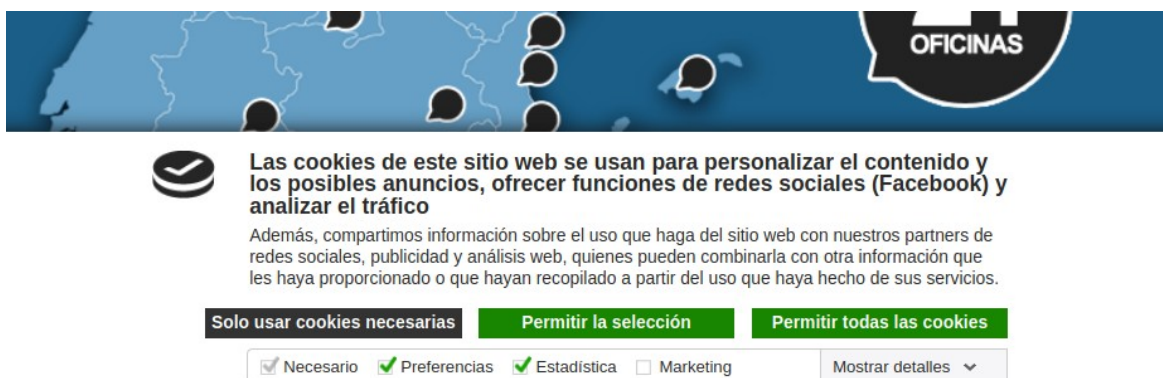 OFICINAS
Las cookies de este sitio web se usan para personalizar el contenido y
los posibles anuncios, ofrecer funciones de redes sociales (Facebook) y
analizar el tráfico
Además, compartimos información sobre el uso que haga del sitio web con nuestros partners de
redes sociales, publicidad y análisis web, quienes pueden combinarla con otra información que
les haya proporcionado o que hayan recopilado a partir del uso que haya hecho de sus servicios.
Solo usar cookies necesarias Permitir la selección Permitir todas las cookies
Necesario Preferencias Estadística Marketing Mostrar detalles